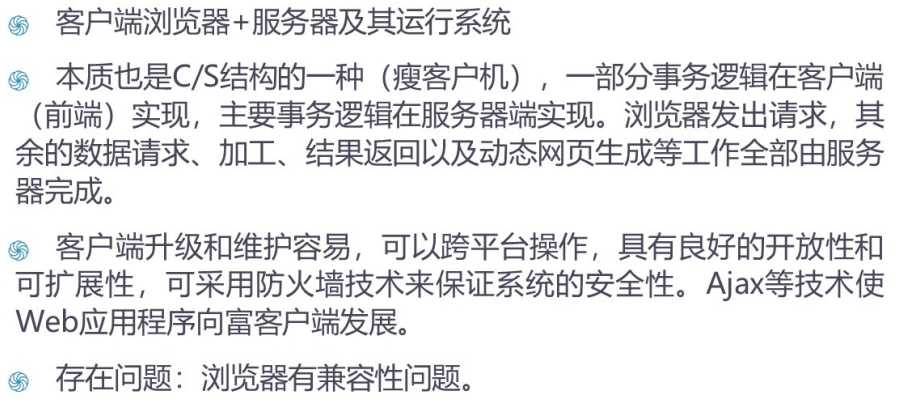 客户端浏览器+服务器及其运行系统
本质也是C/S结构的一种（瘦客户机），一部分事务逻辑在客户端
（前端）实现，主要事务逻辑在服务器端实现。浏览器发出请求，其
余的数据请求、加工、结果返回以及动态网页生成等工作全部由服务
器完成。
客户端升级和维护容易，可以跨平台操作，具有良好的开放性和
可扩展性，可采用防火墙技术来保证系统的安全性。Ajax等技术使
Web应用程序向富客户端发展。
存在问题：浏览器有兼容性问题。